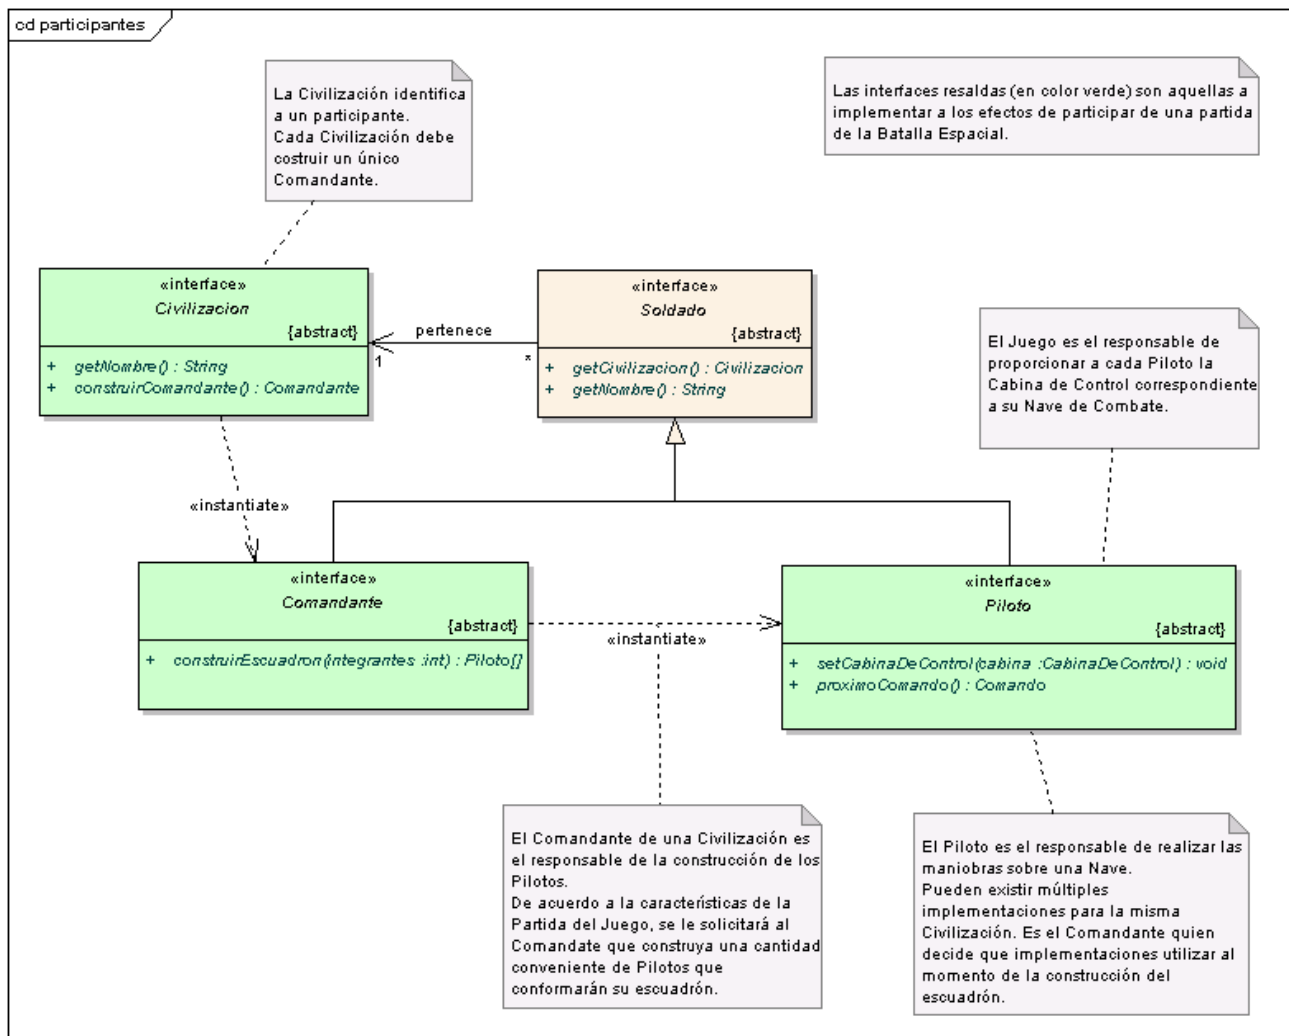 cd participantes
La Civilización identifica
a un participante.
Cada Civilización debe
costruir un único
Comandante.
Las interfaces resaldas (en color verde) son aquellas a
implementar a los efectos de participar de una partida
de la Batalla Espacial.
«interface»
Civilizacion
{abstract}
+ getNombre() : String
+ construirComandante() : Comandante
pertenece
1
*
«interface»
Soldado
{abstract}
+ getCivilizacion() : Civilizacion
+ getNombre() : String
El Juego es el responsable de
proporcionar a cada Piloto la
Cabina de Control correspondiente
a su Nave de Combate.
«instantiate»
«interface»
Comandante
{abstract}
+ construirEscuadron(integrantes :int) : Piloto[]
«instantiate»
«interface»
Piloto
{abstract}
+ setCabinaDeControl(cabina :CabinaDeControl) : void
+ proximoComando() : Comando
El Comandante de una Civilización es
el responsable de la construcción de los
Pilotos.
De acuerdo a la características de la
Partida del Juego, se le solicitará al
Comandate que construya una cantidad
conveniente de Pilotos que
conformarán su escuadrón.
El Piloto es el responsable de realizar las
maniobras sobre una Nave.
Pueden existir múltiples
implementaciones para la misma
Civilización. Es el Comandante quien
decide que implementaciones utilizar al
momento de la construcción del
escuadrón.